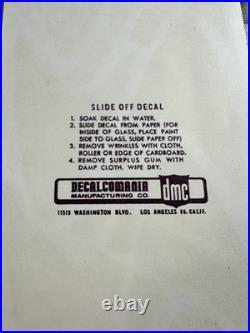 SLIDE OFF DECAL
1. SOAK DECAL IN WATER.
2. SLIDE DECAL FROM PAPER (FOR
INSIDE OF GLASS, PLACE PAINT
SIDE TO GLASS, SLIDE PAPER OFF)
3. REMOVE WRINKLES WITH CLOTH,
ROLLER OR EDGE OF CARDBOARD.
4. REMOVE SURPLUS GUM WITH
DAMP CLOTH. WIPE DRY.
DECALCOMANIA
MANUFACTURING CO.
dmc
11313 WASHINGTON BLVD. LOS ANGELES 66, CALIF.